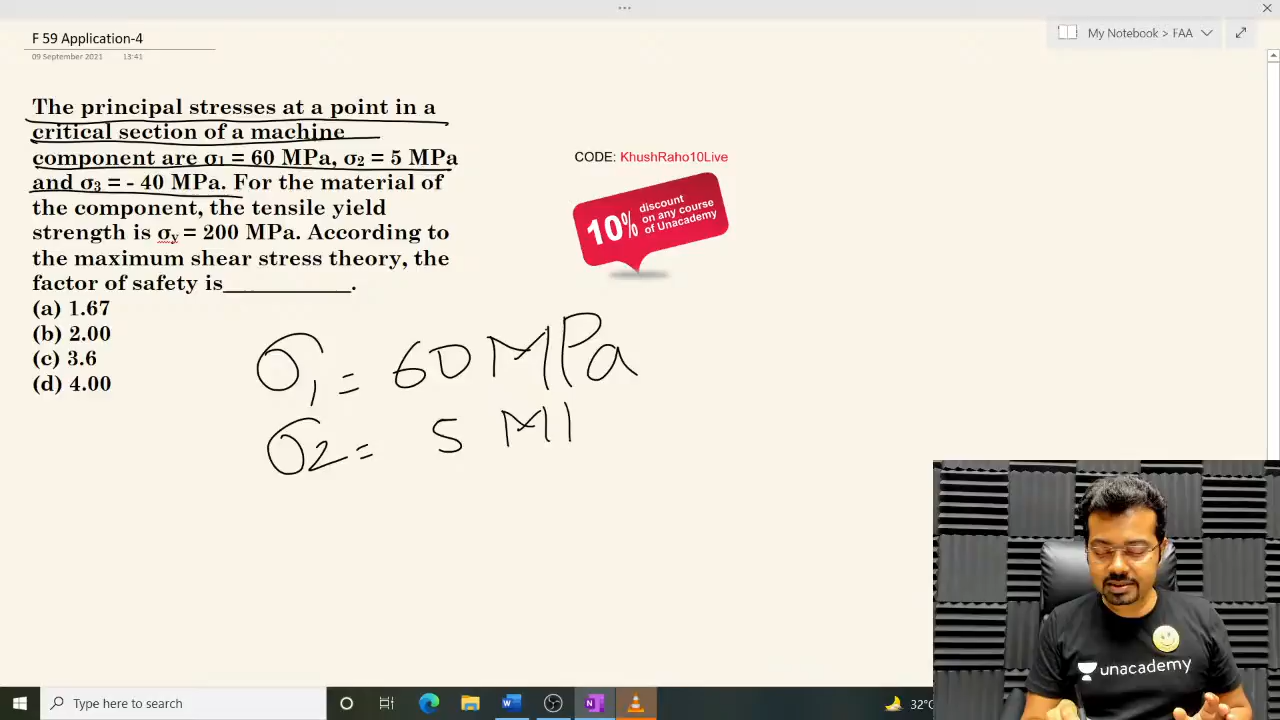 My Notebook > FAA
F 59 Application-4
09 September 2021 13:41
The principal stresses at a point in a
critical section of a machine
component are σ1 = 60 MPa, σ2 = 5 MPa
and σ3 = - 40 MPa. For the material of
the component, the tensile yield
strength is σy = 200 MPa. According to
the maximum shear stress theory, the
factor of safety is___________.
(a) 1.67
(b) 2.00
(c) 3.6
(d) 4.00
CODE: KhushRaho10Live
10% discount
on any course
of Unacademy
σ1 = 60 MPa
σ2 = 5 M
unacademy
Type here to search
32°C